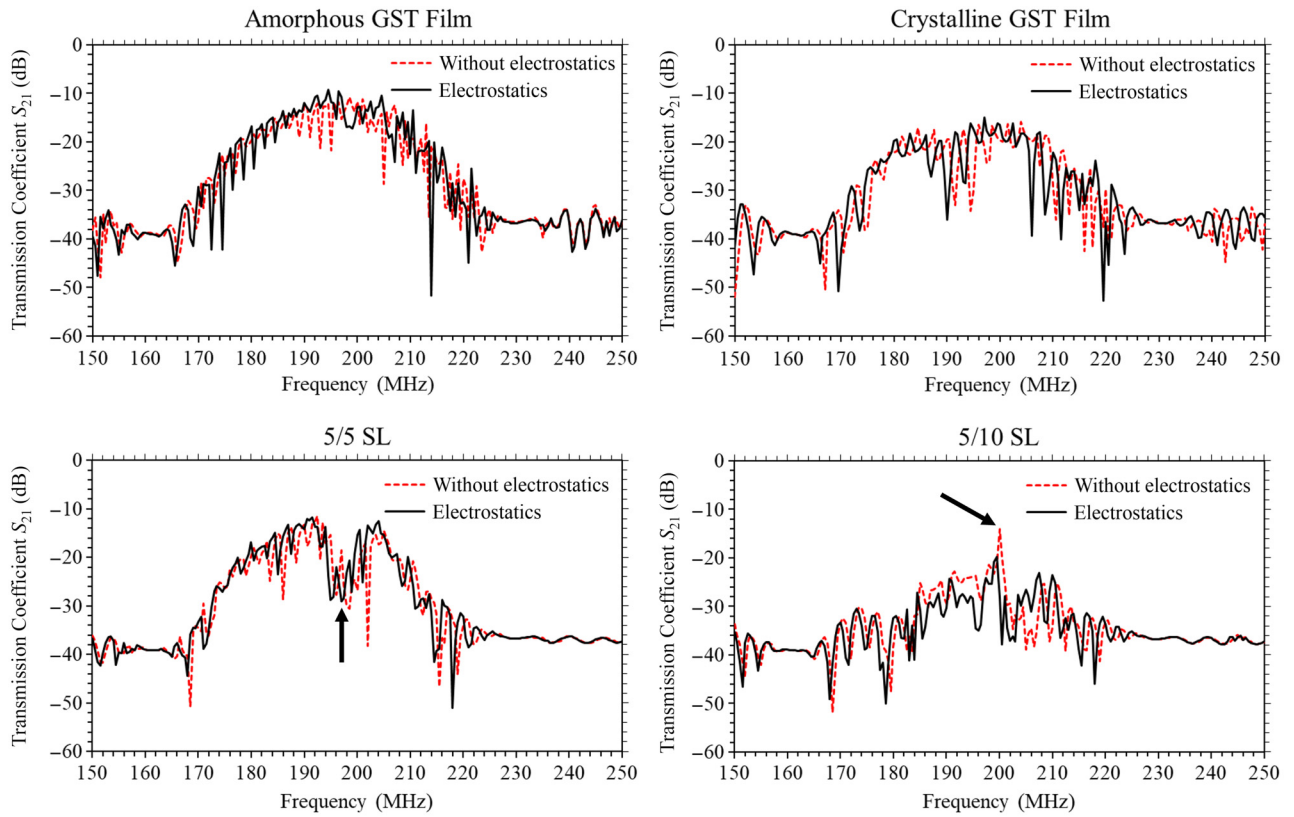 Amorphous GST Film
Transmission Coefficient S21 (dB)
0
−10
−20
−30
−40
−50
−60
Without electrostatics
Electrostatics
150 160 170 180 190 200 210 220 230 240 250
Frequency (MHz)
Crystalline GST Film
Transmission Coefficient S21 (dB)
0
−10
−20
−30
−40
−50
−60
Without electrostatics
Electrostatics
150 160 170 180 190 200 210 220 230 240 250
Frequency (MHz)
5/5 SL
Transmission Coefficient S21 (dB)
0
−10
−20
−30
−40
−50
−60
Without electrostatics
Electrostatics
150 160 170 180 190 200 210 220 230 240 250
Frequency (MHz)
5/10 SL
Transmission Coefficient S21 (dB)
0
−10
−20
−30
−40
−50
−60
Without electrostatics
Electrostatics
150 160 170 180 190 200 210 220 230 240 250
Frequency (MHz)